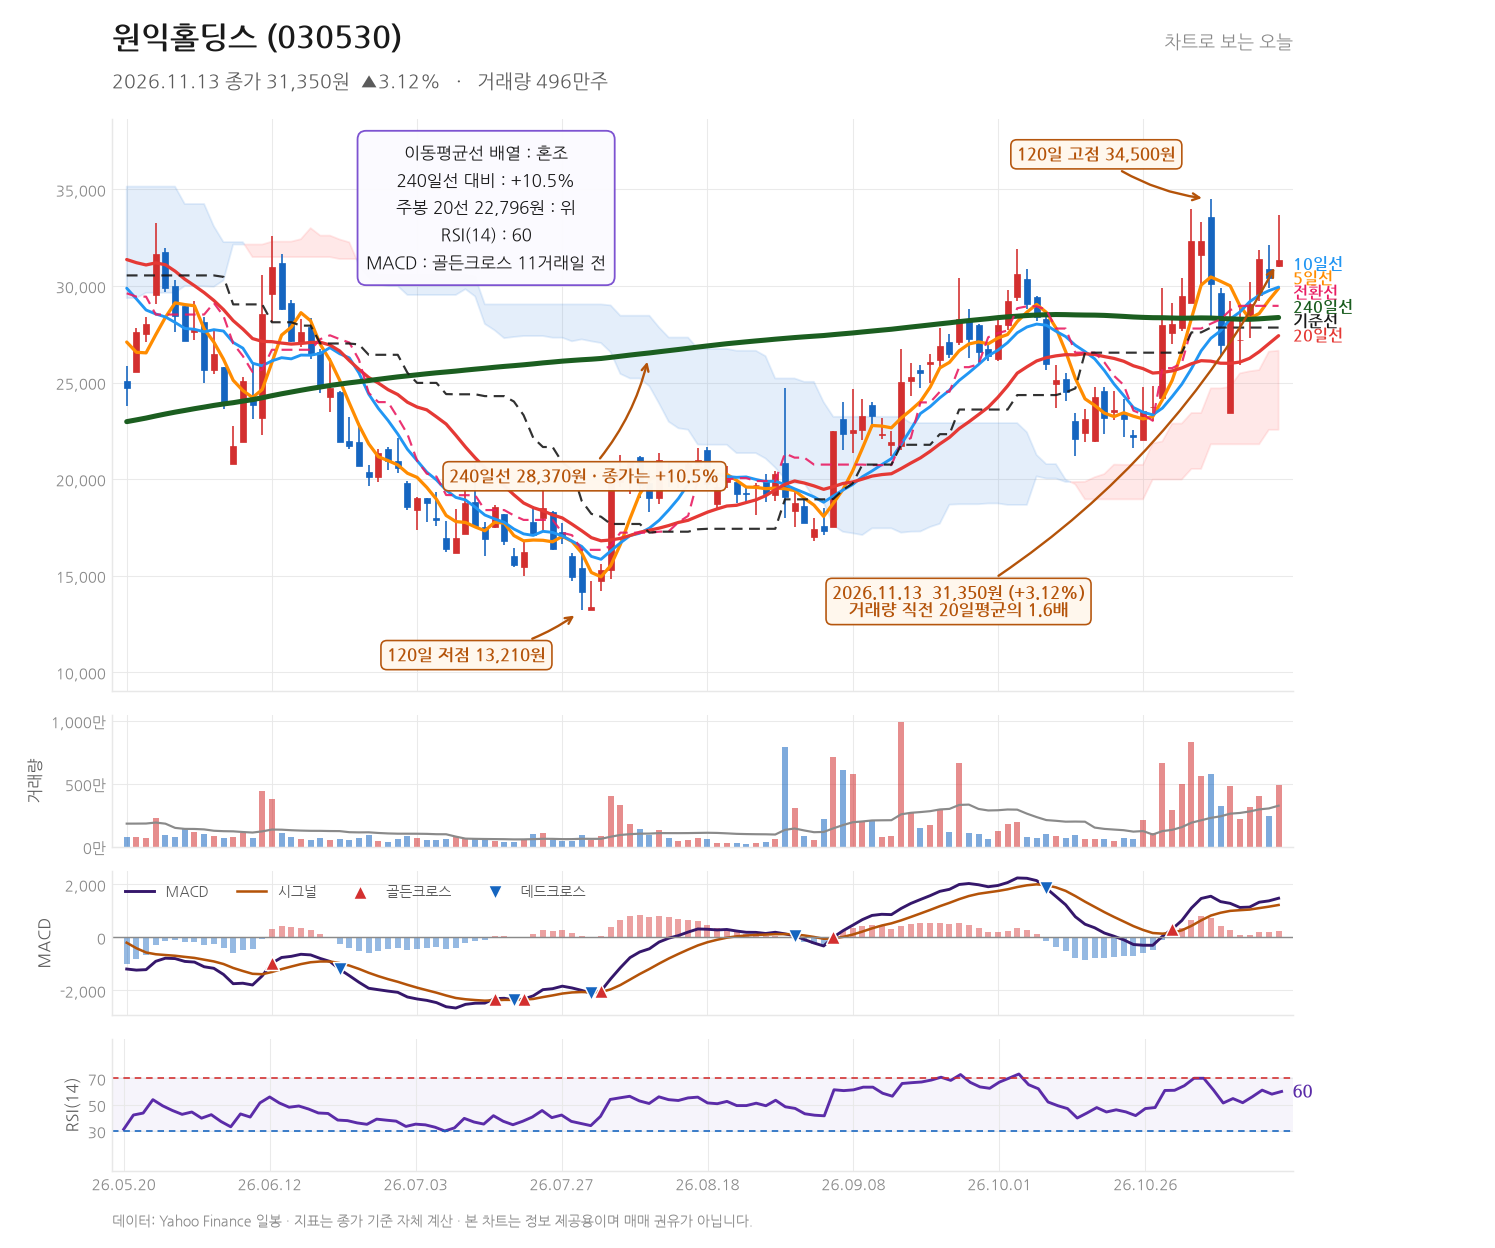 원익홀딩스 (030530)
차트로 보는 오늘
2026.11.13 종가 31,350원 ▲3.12% · 거래량 496만주
이동평균선 배열 : 혼조
240일선 대비 : +10.5%
주봉 20선 22,796원 : 위
RSI(14) : 60
MACD : 골든크로스 11거래일 전
120일 고점 34,500원
35,000
30,000
25,000
20,000
15,000
10,000
10일선
5일선
전환선
240일선
기준선
20일선
240일선 28,370원 · 종가는 +10.5%
2026.11.13 31,350원 (+3.12%)
거래량 직전 20일평균의 1.6배
120일 저점 13,210원
거래량
1,000만
500만
0만
MACD
2,000
0
-2,000
MACD
시그널
골든크로스
데드크로스
RSI(14)
70
50
30
60
26.05.20
26.06.12
26.07.03
26.07.27
26.08.18
26.09.08
26.10.01
26.10.26
데이터: Yahoo Finance 일봉 · 지표는 종가 기준 자체 계산 · 본 차트는 정보 제공용이며 매매 권유가 아닙니다.